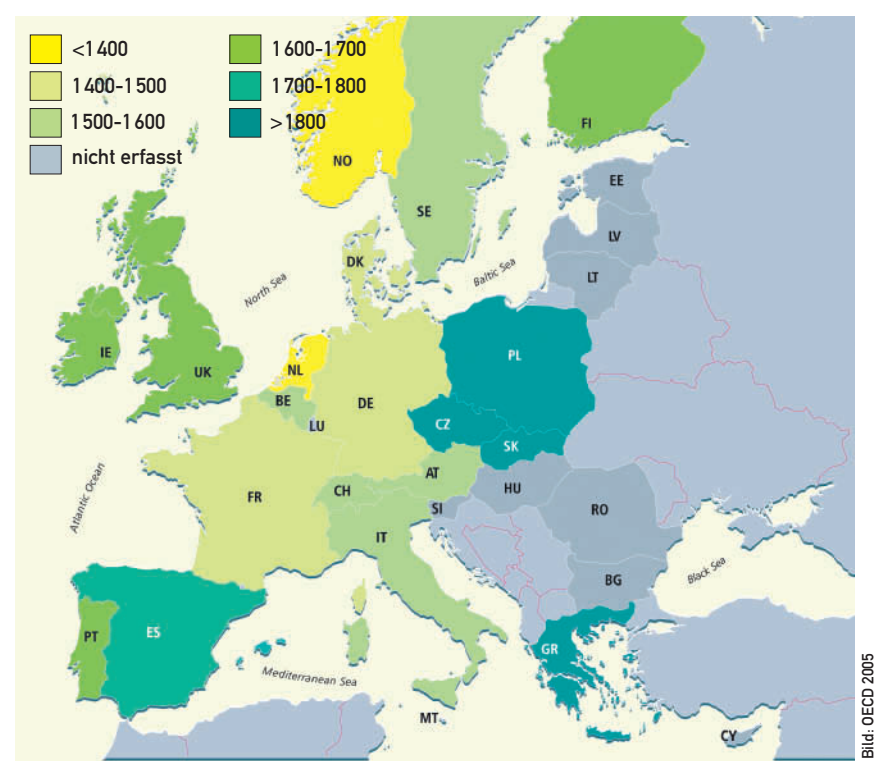 <1400
1400-1500
1500-1600
nicht erfasst
1600-1700
1700-1800
>1800
FI
NO
EE
SE
LV
DK
Baltic Sea
LT
North Sea
IE
UK
NL
PL
BE
DE
LU
CZ
SK
AT
Atlantic Ocean
FR
CH
HU
SI
RO
IT
Black Sea
BG
PT
ES
GR
Mediterranean Sea
MT
CY
Bild: OECD 2005